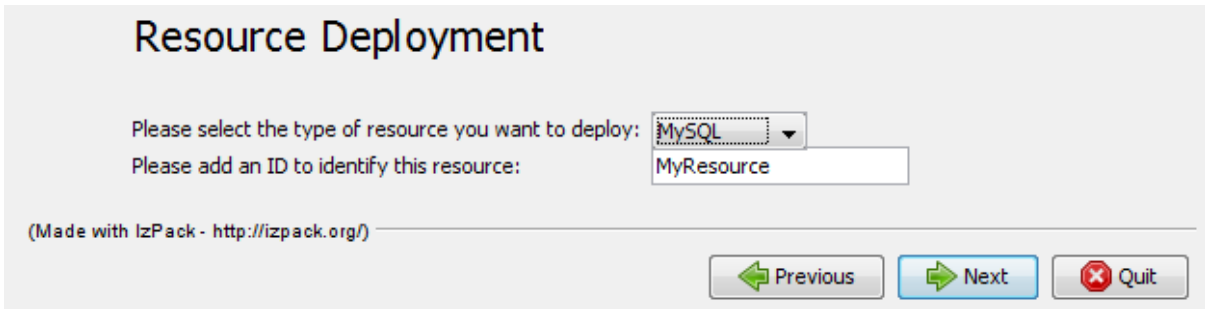 Resource Deployment
Please select the type of resource you want to deploy: MySQL
Please add an ID to identify this resource: MyResource
(Made with IzPack - http://izpack.org/)
Previous Next Quit